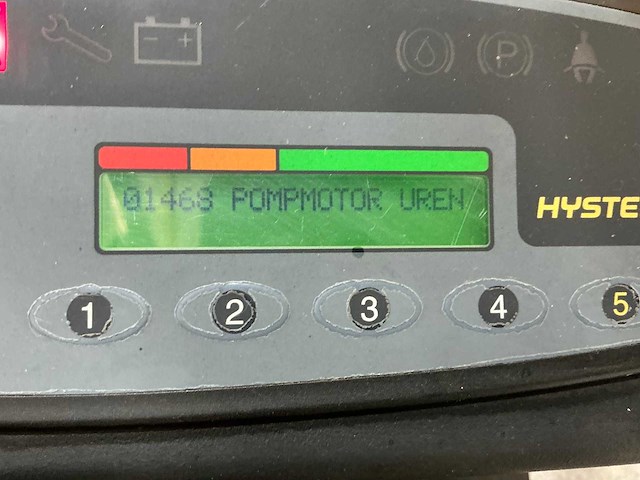 P
01468 POMPMOTOR UREN
HYSTE
1 2 3 4 5